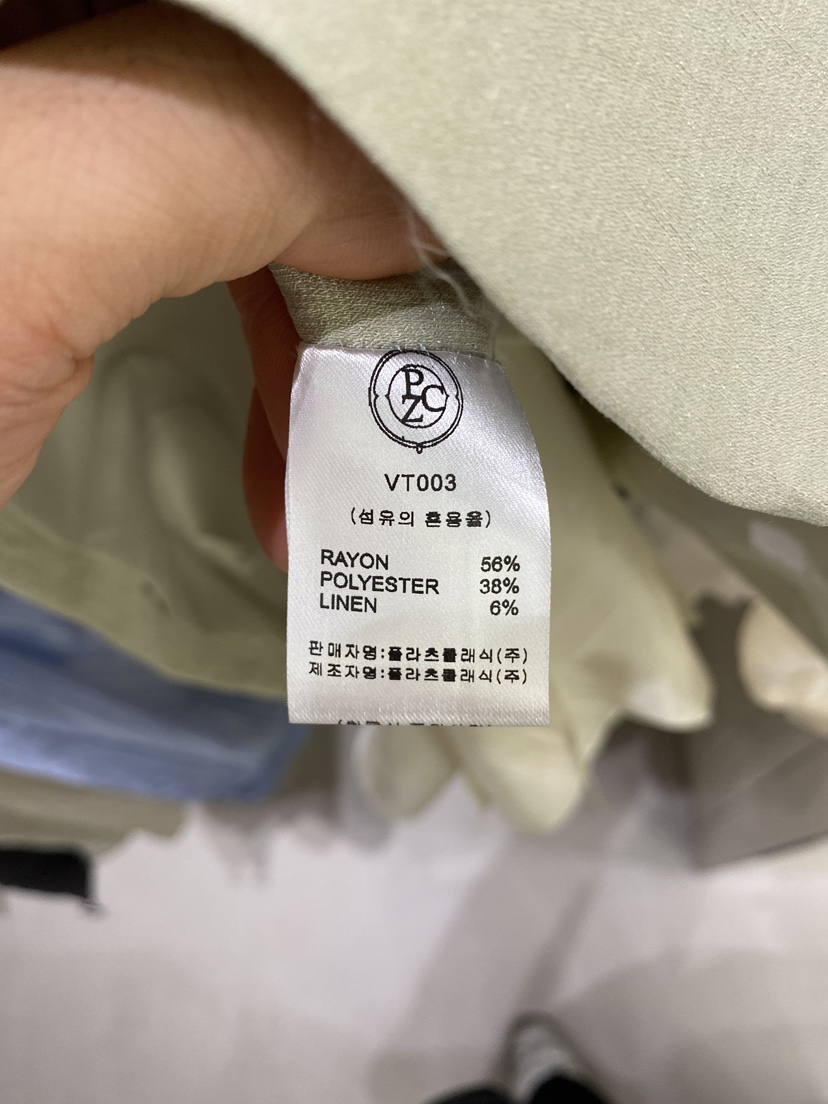 PZC
VT003
(섬유의 혼용율)
RAYON 56%
POLYESTER 38%
LINEN 6%
판매자명:플라츠클래식(주)
제조자명:플라츠클래식(주)